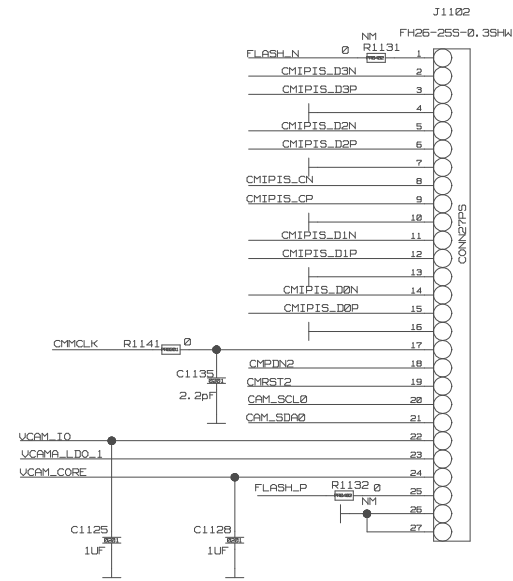 J1102
FH26-25S-0.3SHW
NM
FLASH_N 0 R1131 1
CMIPIS_D3N 2
CMIPIS_D3P 3
4
CMIPIS_D2N 5
CMIPIS_D2P 6
7
CMIPIS_CN 8
CMIPIS_CP 9
10
CMIPIS_D1N 11
CMIPIS_D1P 12
13
CMIPIS_D0N 14
CMIPIS_D0P 15
16
CMMCLK R1141 0 17
CONN27PS
C1135
2.2pF
CMPDN2 18
CMRST2 19
CAM_SCL0 20
CAM_SDA0 21
VCAM_IO 22
VCAMA_LDO_1 23
VCAM_CORE 24
FLASH_P R1132 0 25
NM
26
27
C1125
1UF
C1128
1UF